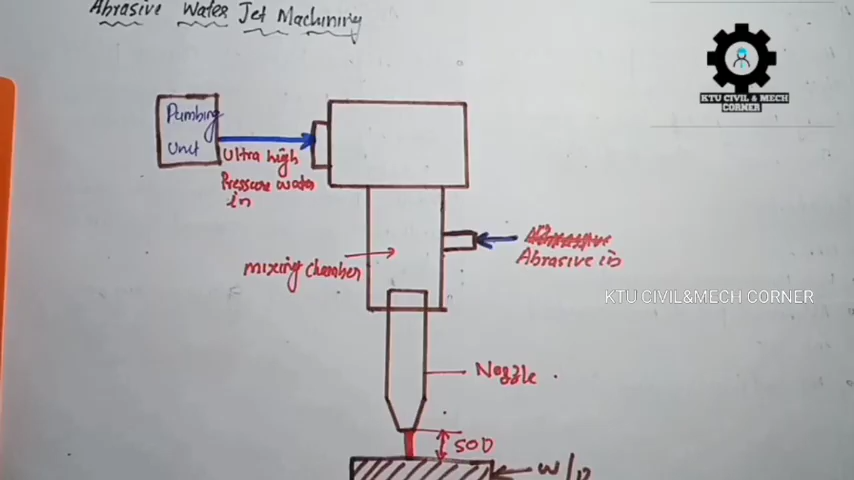 Abrasive Water Jet Machining
KTU CIVIL & MECH
CORNER
Pumbing
Unit
Ultra high
Pressure water
in
Abrasive in
mixing chamber
KTU CIVIL&MECH CORNER
Nozzle
SOD
W/P